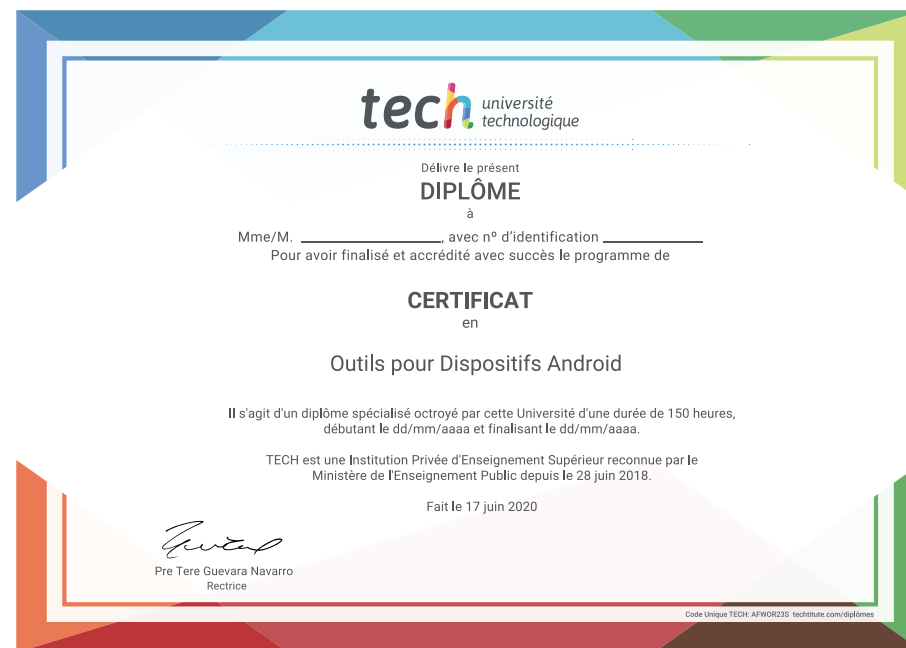 tech université
technologique
Délivre le présent
DIPLÔME
à
Mme/M. ____________________, avec nº d'identification ______________
Pour avoir finalisé et accrédité avec succès le programme de
CERTIFICAT
en
Outils pour Dispositifs Android
Il s'agit d'un diplôme spécialisé octroyé par cette Université d'une durée de 150 heures,
débutant le dd/mm/aaaa et finalisant le dd/mm/aaaa.
TECH est une Institution Privée d'Enseignement Supérieur reconnue par le
Ministère de l'Enseignement Public depuis le 28 juin 2018.
Fait le 17 juin 2020
Pre Tere Guevara Navarro
Rectrice
Code Unique TECH: AFWOR23S techtitute.com/diplômes